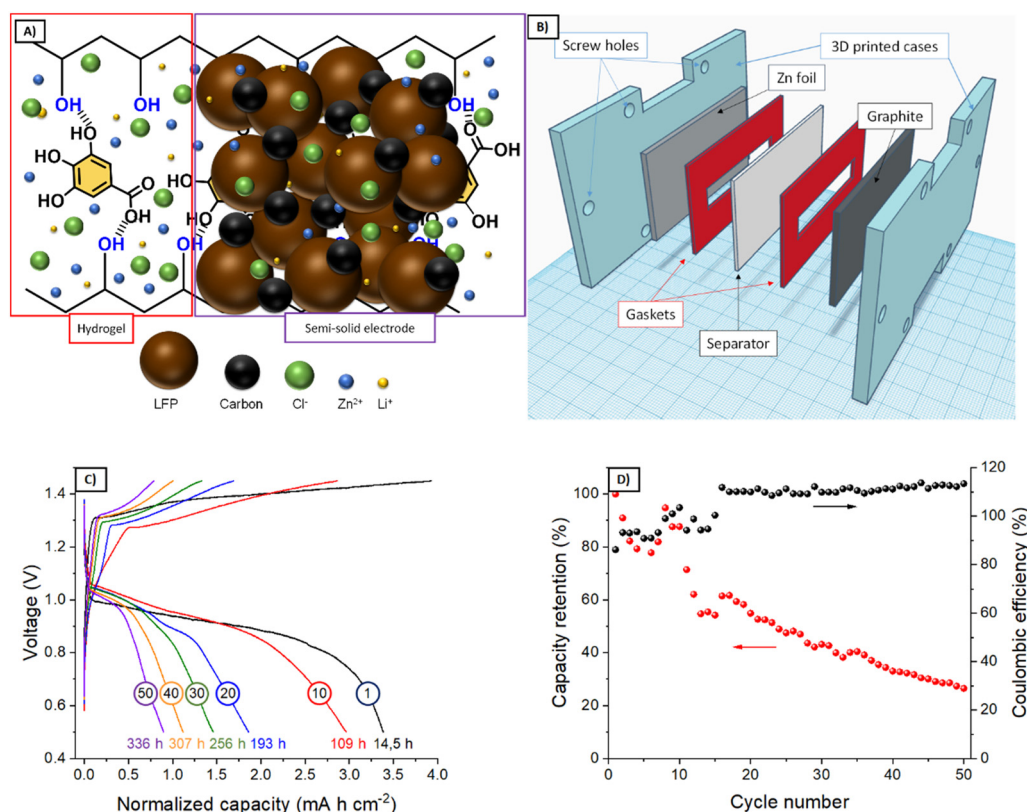 A)
OH
OH
OH
HO
HO
HO
O
OH
OH
OH
OH
HO
HO
OH
Hydrogel
Semi-solid electrode
LFP
Carbon
Cl⁻
Zn²⁺
Li⁺
B)
Screw holes
3D printed cases
Zn foil
Graphite
Gaskets
Separator
C)
1.4
1.2
1.0
0.8
0.6
0.4
Voltage (V)
50
40
30
20
10
1
336 h
307 h
256 h
193 h
109 h
14,5 h
0.0
0.5
1.0
1.5
2.0
2.5
3.0
3.5
4.0
Normalized capacity (mA h cm⁻²)
D)
100
80
60
40
20
0
Capacity retention (%)
120
100
80
60
40
20
0
Coulombic efficiency (%)
0
10
20
30
40
50
Cycle number